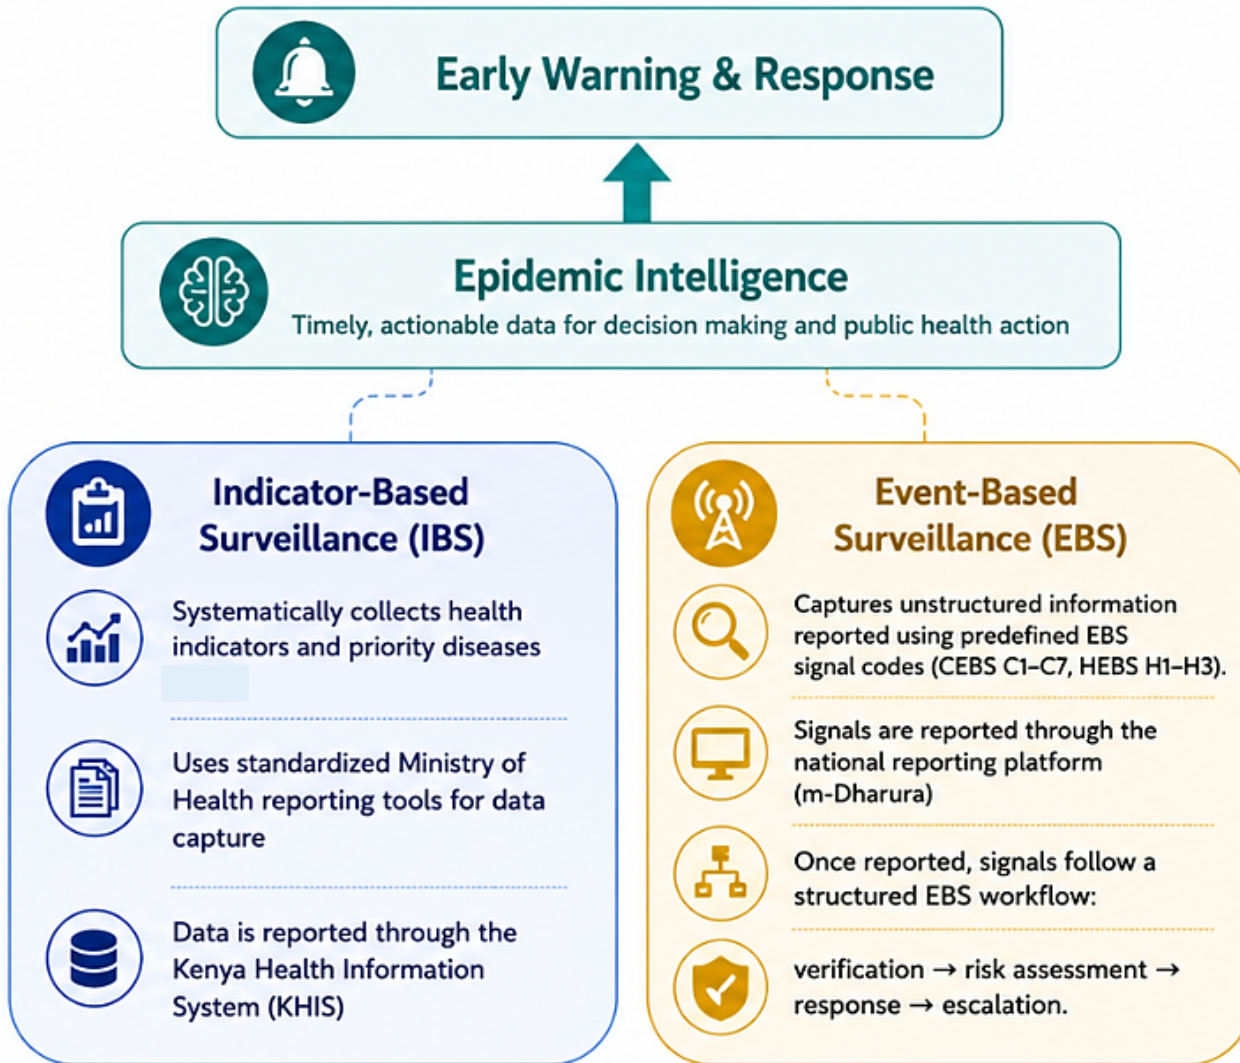 Early Warning & Response
Epidemic Intelligence
Timely, actionable data for decision making and public health action
Indicator-Based
Surveillance (IBS)
Systematically collects health
indicators and priority diseases
Uses standardized Ministry of
Health reporting tools for data
capture
Data is reported through the
Kenya Health Information
System (KHIS)
Event-Based
Surveillance (EBS)
Captures unstructured information
reported using predefined EBS
signal codes (CEBS C1–C7, HEBS H1–H3).
Signals are reported through the
national reporting platform
(m-Dharura)
Once reported, signals follow a
structured EBS workflow:
verification → risk assessment →
response → escalation.